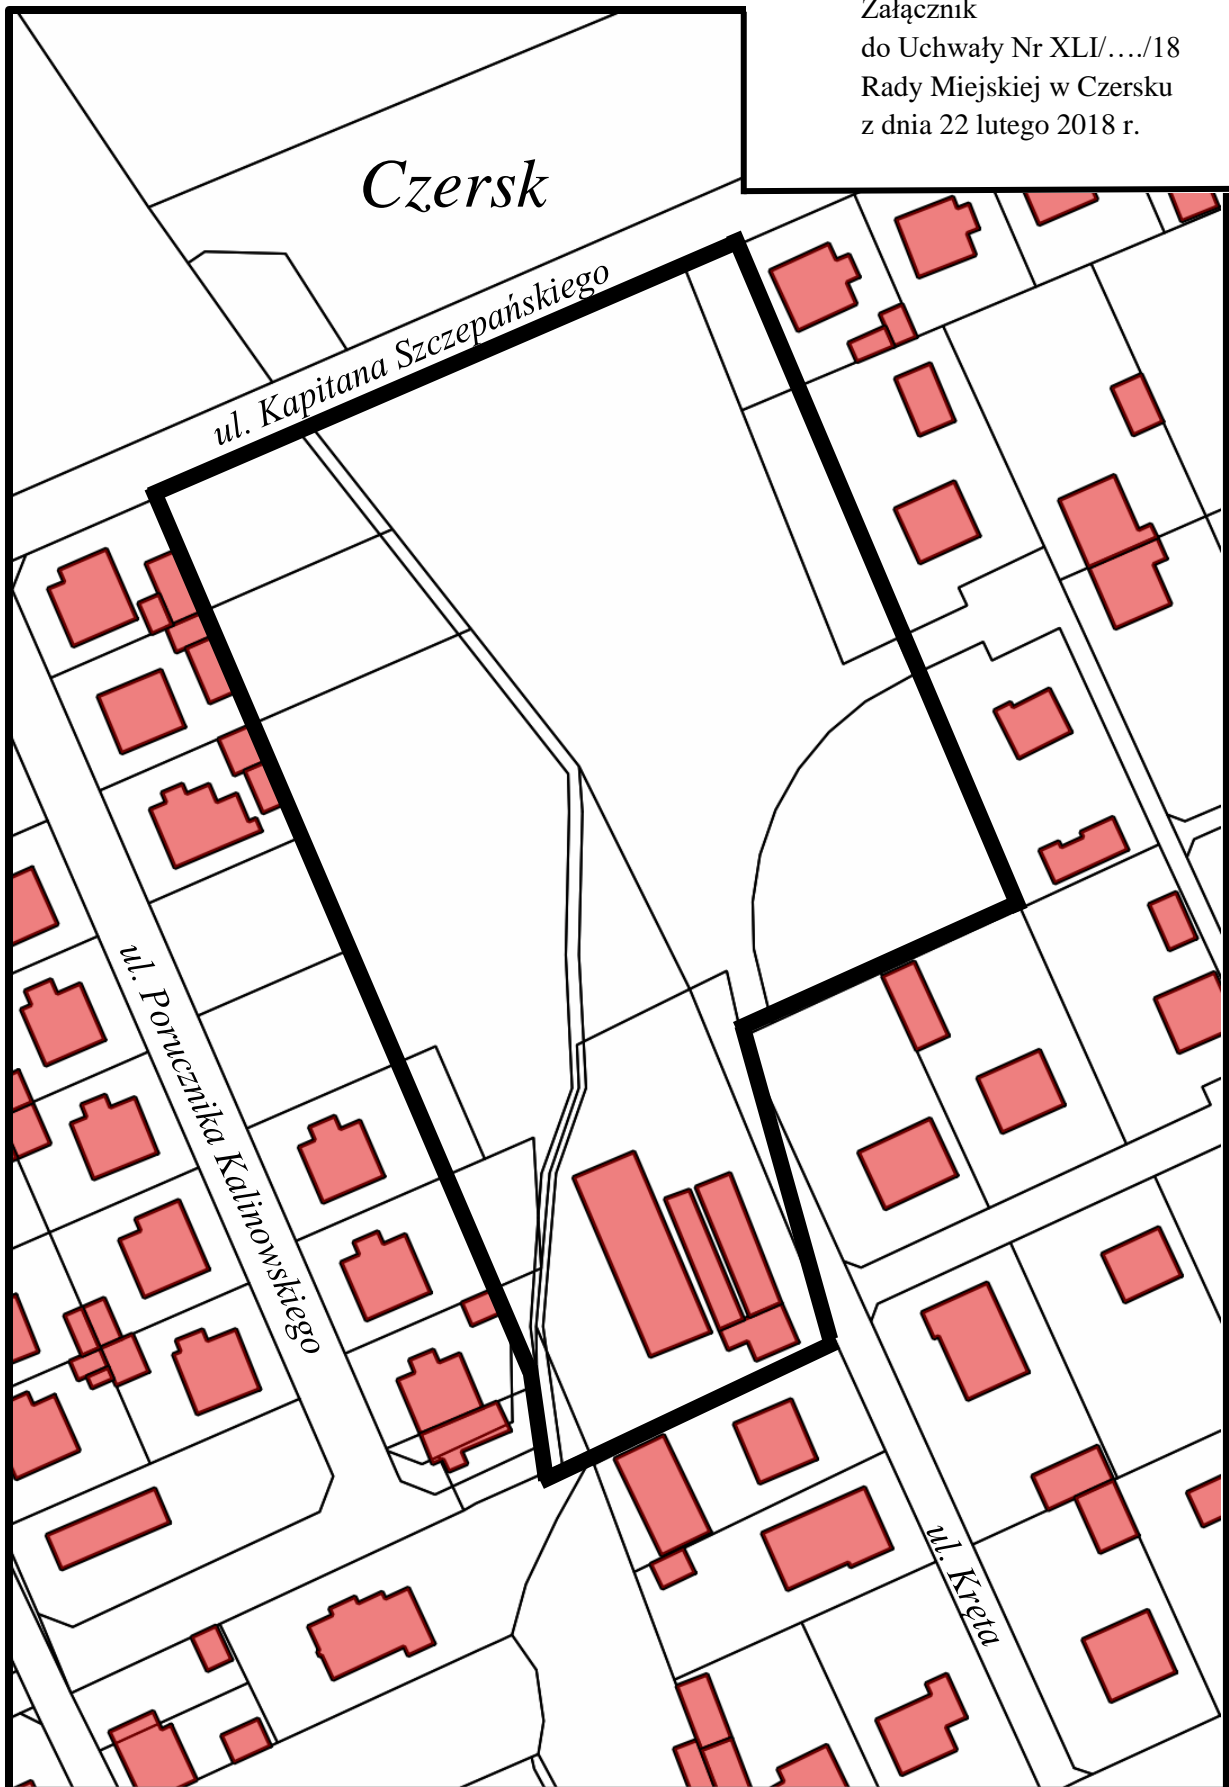 Załącznik
do Uchwały Nr XLI/…./18
Rady Miejskiej w Czersku
z dnia 22 lutego 2018 r.
Czersk
ul. Kapitana Szczepańskiego
ul. Porucznika Kalinowskiego
ul. Kręta